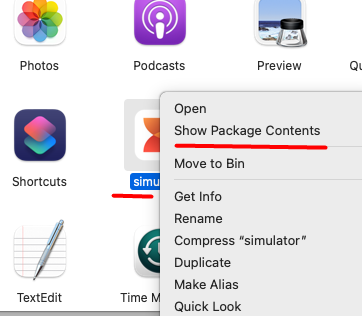 Photos
Podcasts
Preview
Qu
Open
Show Package Contents
Move to Bin
Shortcuts
simu
Get Info
Rename
Compress “simulator”
Duplicate
Make Alias
Quick Look
TextEdit
Time M